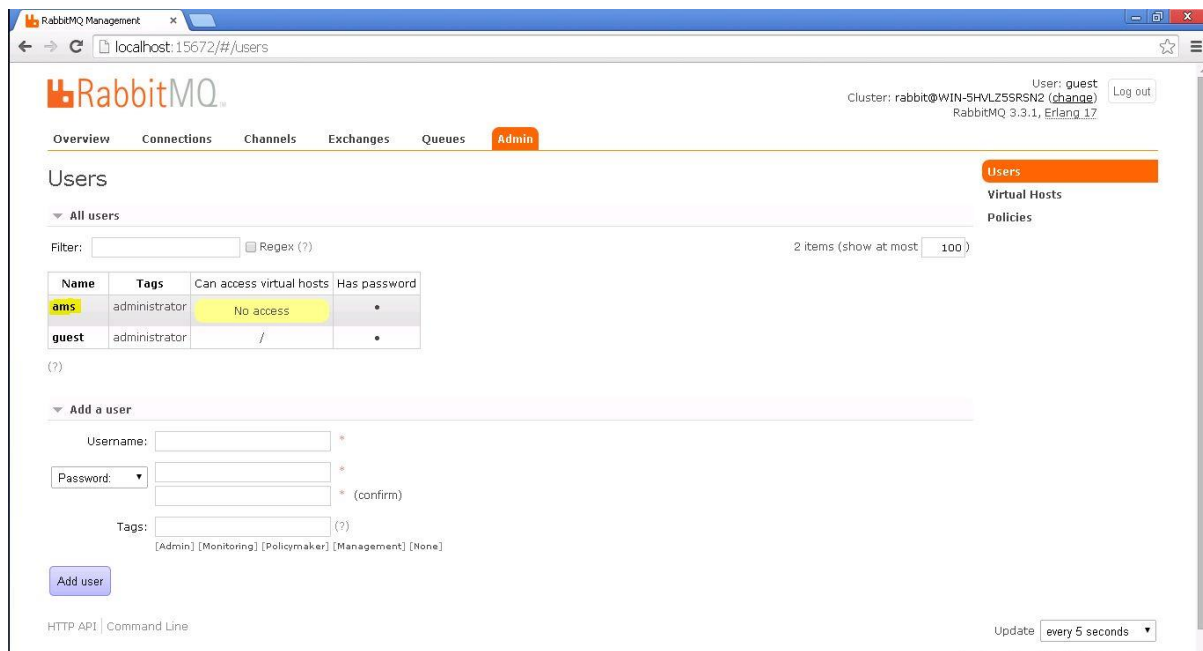 RabbitMQ Management
localhost:15672/#/users
RabbitMQ
User: guest
Cluster: rabbit@WIN-5HVLZ5SRSN2 (change)
RabbitMQ 3.3.1, Erlang 17
Log out
Overview Connections Channels Exchanges Queues Admin
Users
Users
Virtual Hosts
Policies
All users
Filter: Regex (?) 2 items (show at most 100 )
Name Tags Can access virtual hosts Has password
ams administrator No access •
guest administrator / •
(?)
Add a user
Username: *
Password: *
* (confirm)
Tags: (?)
[Admin] [Monitoring] [Policymaker] [Management] [None]
Add user
HTTP API | Command Line
Update every 5 seconds